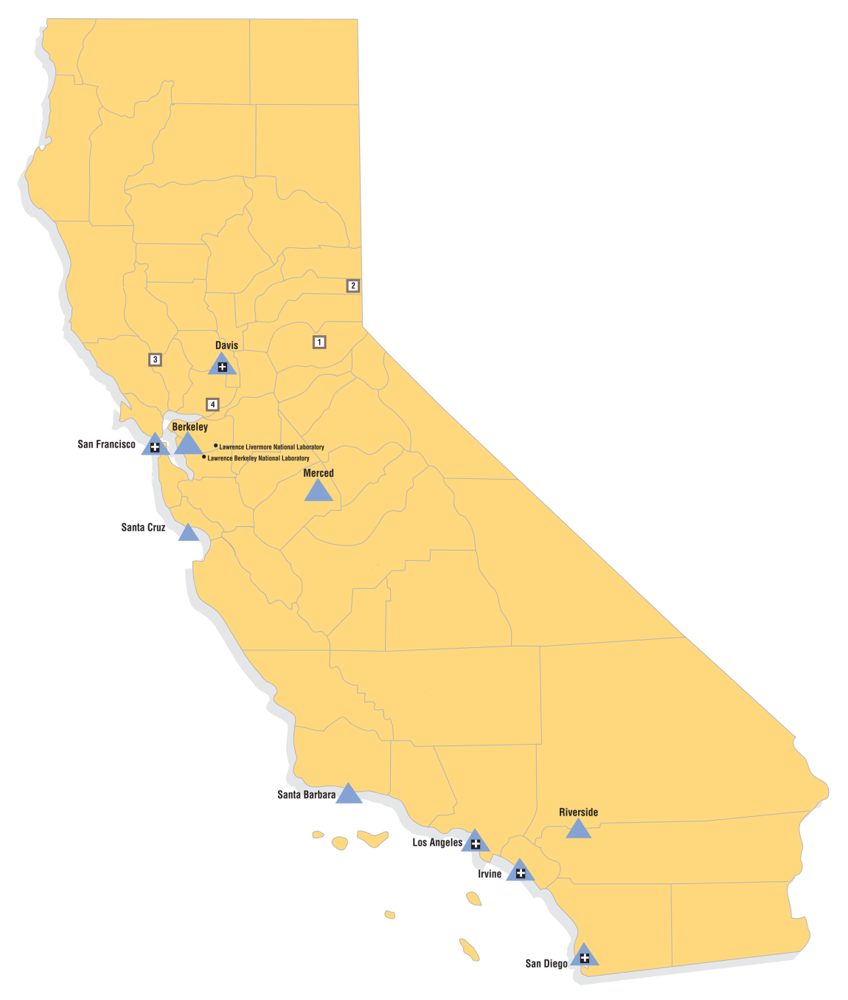 2
1
Davis
3
4
Berkeley
San Francisco
Lawrence Livermore National Laboratory
Lawrence Berkeley National Laboratory
Merced
Santa Cruz
Santa Barbara
Riverside
Los Angeles
Irvine
San Diego